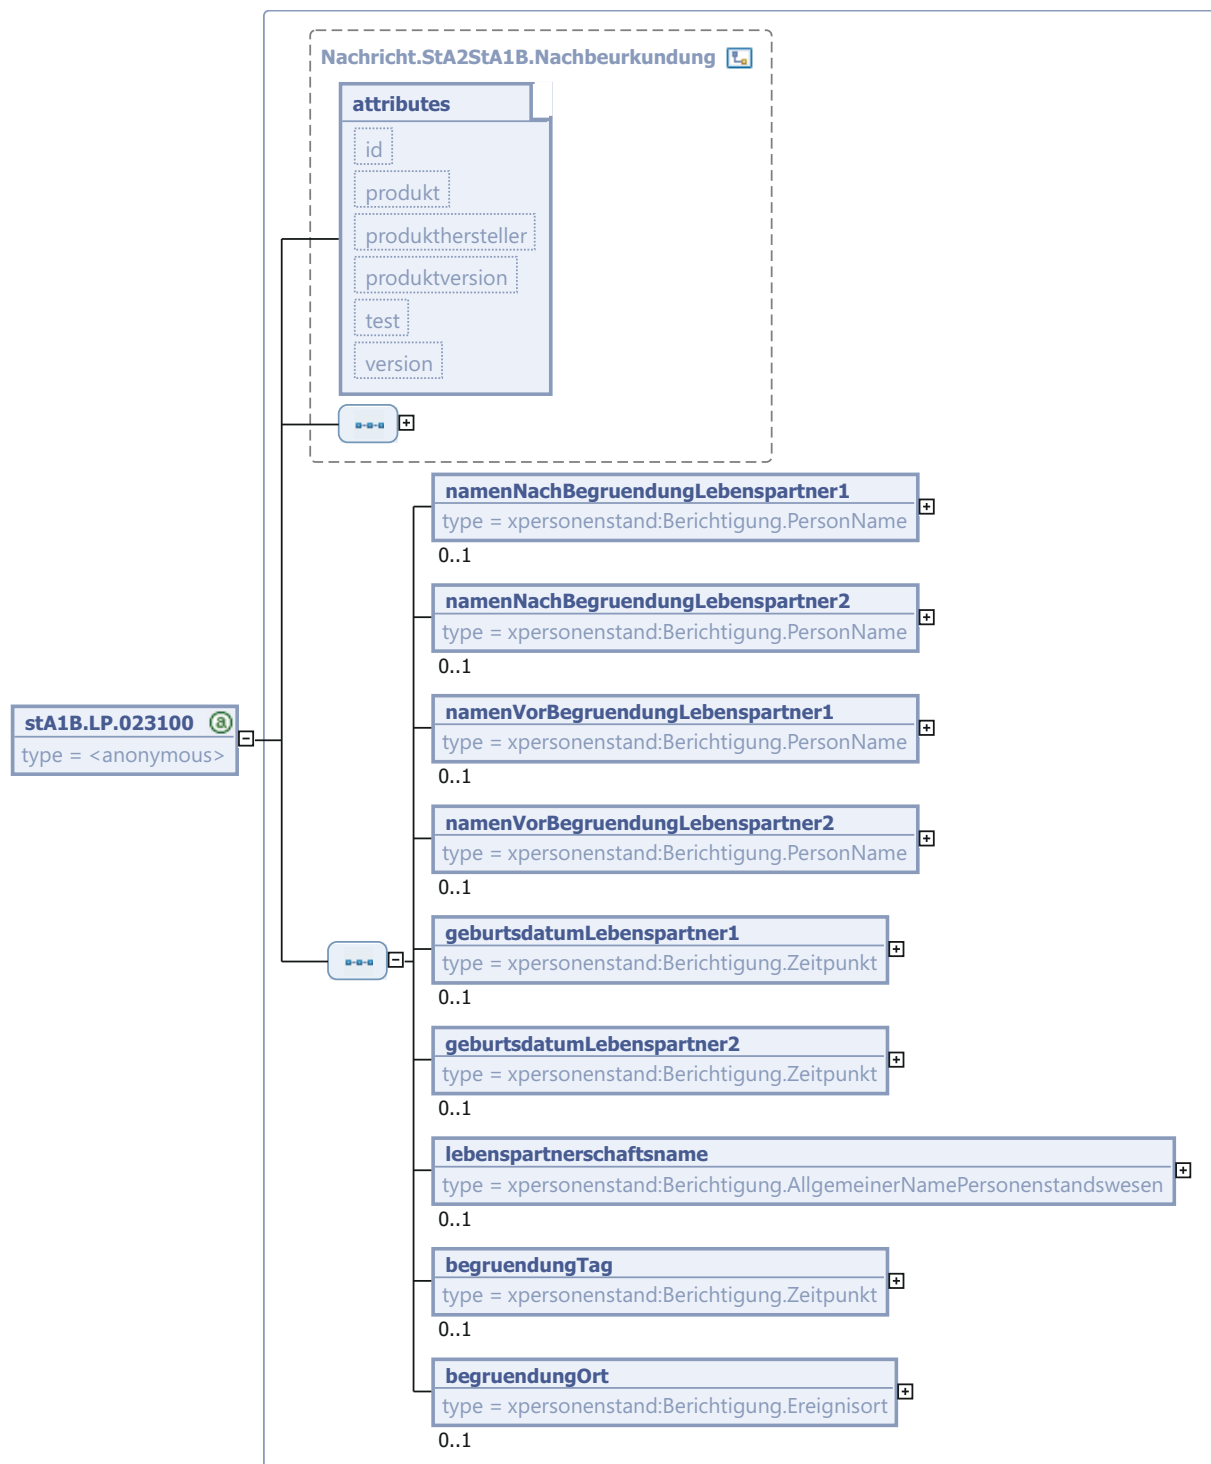 Nachricht.StA2StA1B.Nachbeurkundung
attributes
id
produkt
produkthersteller
produktversion
test
version
namenNachBegruendungLebenspartner1
type = xpersonenstand:Berichtigung.PersonName
0..1
namenNachBegruendungLebenspartner2
type = xpersonenstand:Berichtigung.PersonName
0..1
stA1B.LP.023100 a
type = <anonymous>
namenVorBegruendungLebenspartner1
type = xpersonenstand:Berichtigung.PersonName
0..1
namenVorBegruendungLebenspartner2
type = xpersonenstand:Berichtigung.PersonName
0..1
geburtsdatumLebenspartner1
type = xpersonenstand:Berichtigung.Zeitpunkt
0..1
geburtsdatumLebenspartner2
type = xpersonenstand:Berichtigung.Zeitpunkt
0..1
lebenspartnerschaftsname
type = xpersonenstand:Berichtigung.AllgemeinerNamePersonenstandswesen
0..1
begruendungTag
type = xpersonenstand:Berichtigung.Zeitpunkt
0..1
begruendungOrt
type = xpersonenstand:Berichtigung.Ereignisort
0..1